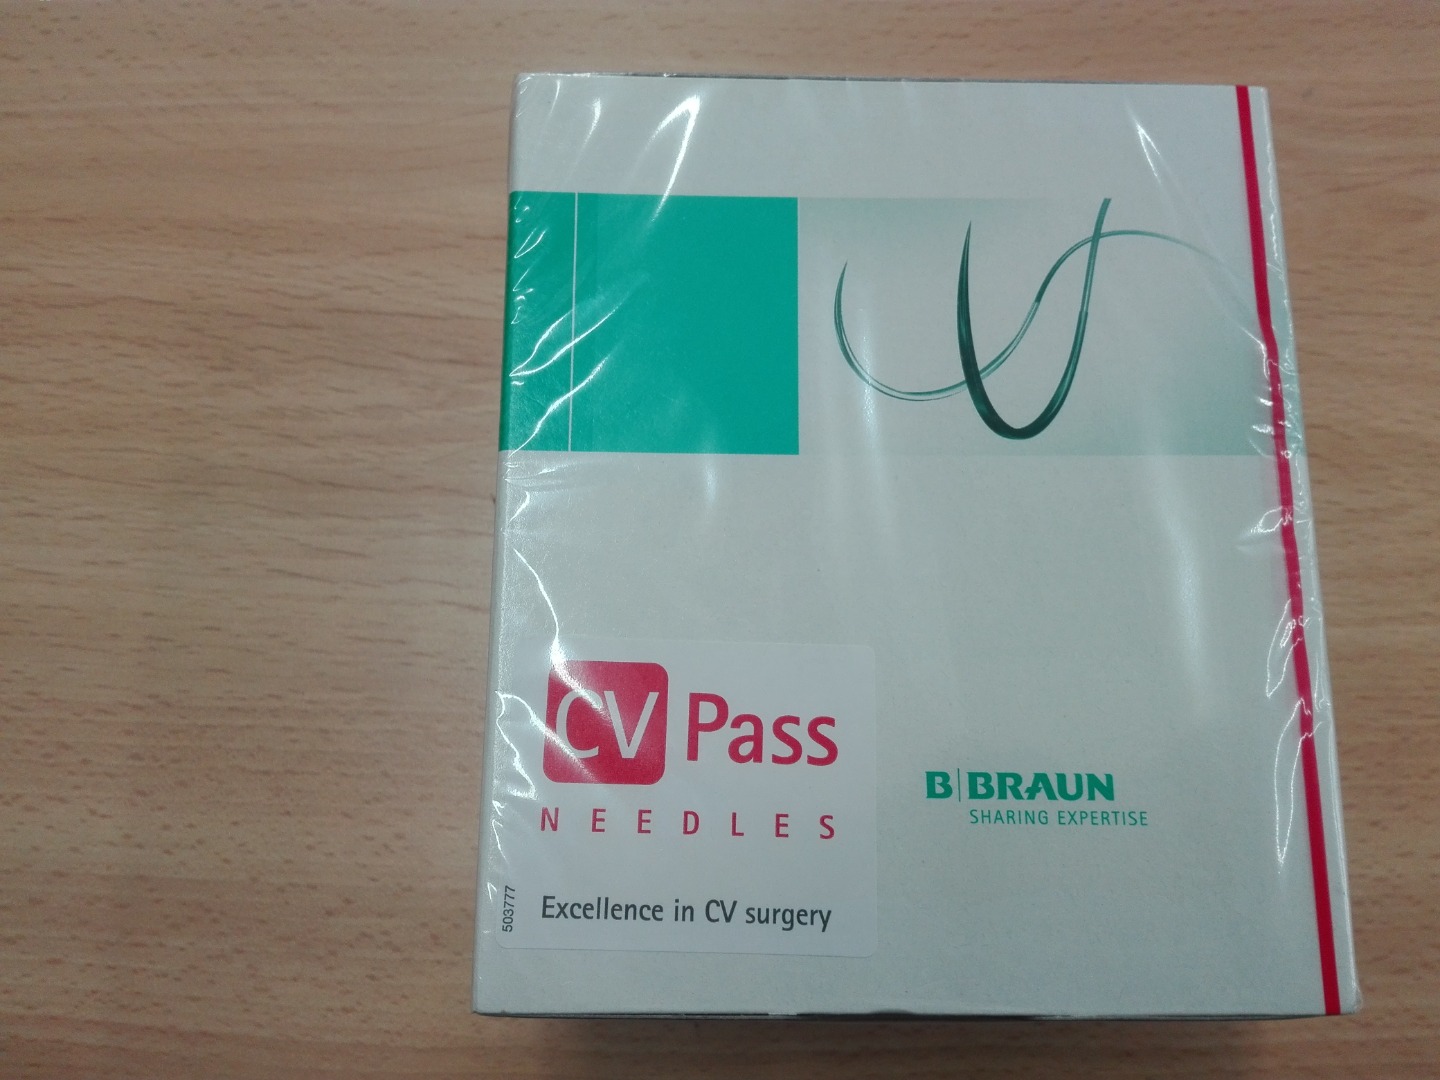 CV Pass
NEEDLES
Excellence in CV surgery
503777
B|BRAUN
SHARING EXPERTISE